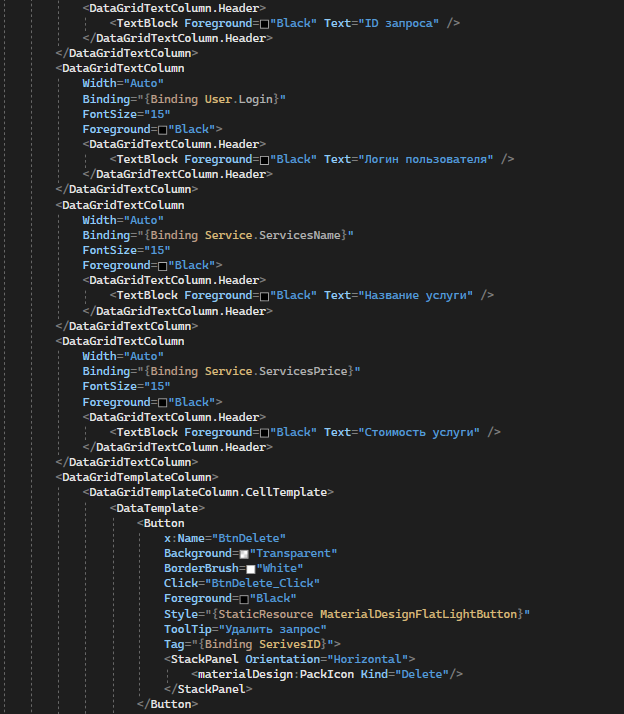 <DataGridTextColumn.Header>
<TextBlock Foreground="Black" Text="ID запроса" />
</DataGridTextColumn.Header>
</DataGridTextColumn>
<DataGridTextColumn
Width="Auto"
Binding="{Binding User.Login}"
FontSize="15"
Foreground="Black">
<DataGridTextColumn.Header>
<TextBlock Foreground="Black" Text="Логин пользователя" />
</DataGridTextColumn.Header>
</DataGridTextColumn>
<DataGridTextColumn
Width="Auto"
Binding="{Binding Service.ServicesName}"
FontSize="15"
Foreground="Black">
<DataGridTextColumn.Header>
<TextBlock Foreground="Black" Text="Название услуги" />
</DataGridTextColumn.Header>
</DataGridTextColumn>
<DataGridTextColumn
Width="Auto"
Binding="{Binding Service.ServicesPrice}"
FontSize="15"
Foreground="Black">
<DataGridTextColumn.Header>
<TextBlock Foreground="Black" Text="Стоимость услуги" />
</DataGridTextColumn.Header>
</DataGridTextColumn>
<DataGridTemplateColumn>
<DataGridTemplateColumn.CellTemplate>
<DataTemplate>
<Button
x:Name="BtnDelete"
Background="Transparent"
BorderBrush="White"
Click="BtnDelete_Click"
Foreground="Black"
Style="{StaticResource MaterialDesignFlatLightButton}"
ToolTip="Удалить запрос"
Tag="{Binding SerivesID}">
<StackPanel Orientation="Horizontal">
<materialDesign:PackIcon Kind="Delete"/>
</StackPanel>
</Button>